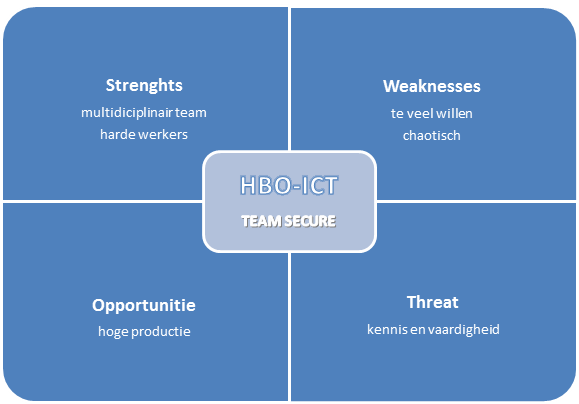 Strenghts
multidiciplinair team
harde werkers
Weaknesses
te veel willen
chaotisch
HBO-ICT
TEAM SECURE
Opportunitie
hoge productie
Threat
kennis en vaardigheid